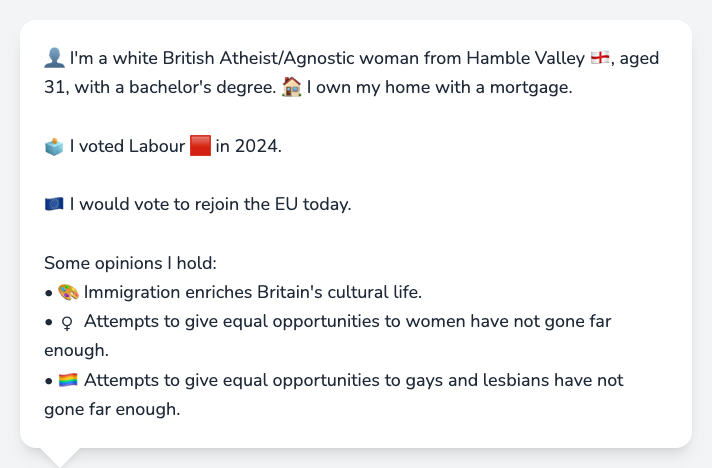 👤 I'm a white British Atheist/Agnostic woman from Hamble Valley 🏴󠁧󠁢󠁥󠁮󠁧󠁿, aged
31, with a bachelor's degree. 🏠 I own my home with a mortgage.
🗳️ I voted Labour 🟥 in 2024.
🇪🇺 I would vote to rejoin the EU today.
Some opinions I hold:
• 🎨 Immigration enriches Britain's cultural life.
• ♀ Attempts to give equal opportunities to women have not gone far
enough.
• 🏳️‍🌈 Attempts to give equal opportunities to gays and lesbians have not
gone far enough.